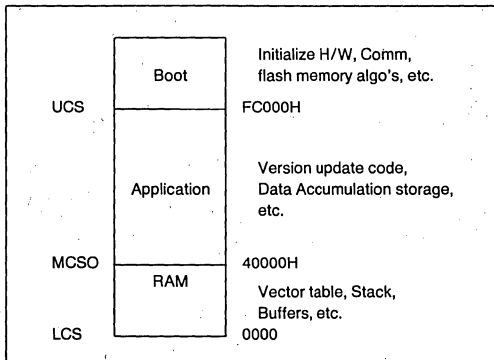 Boot
Initialize H/W, Comm,
flash memory algo's, etc.
UCS
FC000H
Application
Version update code,
Data Accumulation storage,
etc.
MCSO
40000H
RAM
Vector table, Stack,
Buffers, etc.
LCS
0000